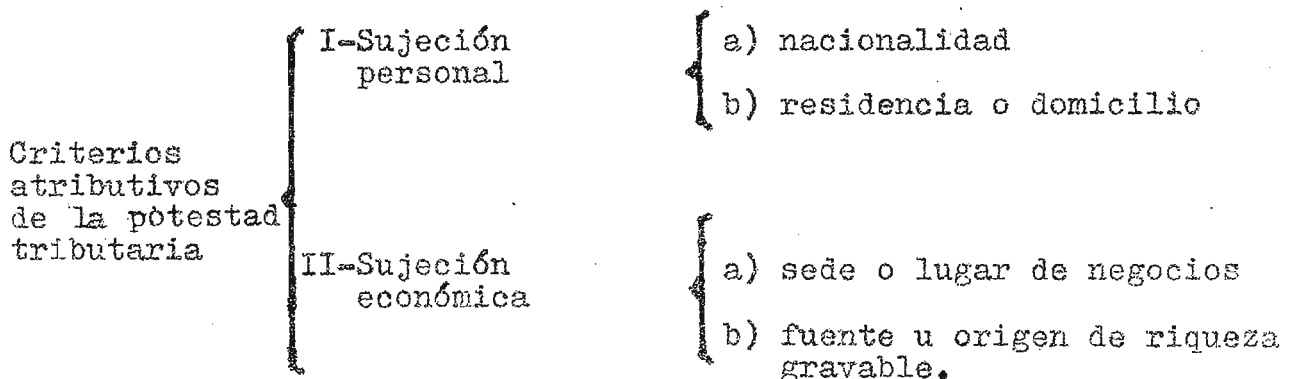 Criterios
atributivos
de la pòtestad
tributaria
I-Sujeción
personal
a) nacionalidad
b) residencia o domicilio
II-Sujeción
económica
a) sede o lugar de negocios
b) fuente u origen de riqueza
gravable.